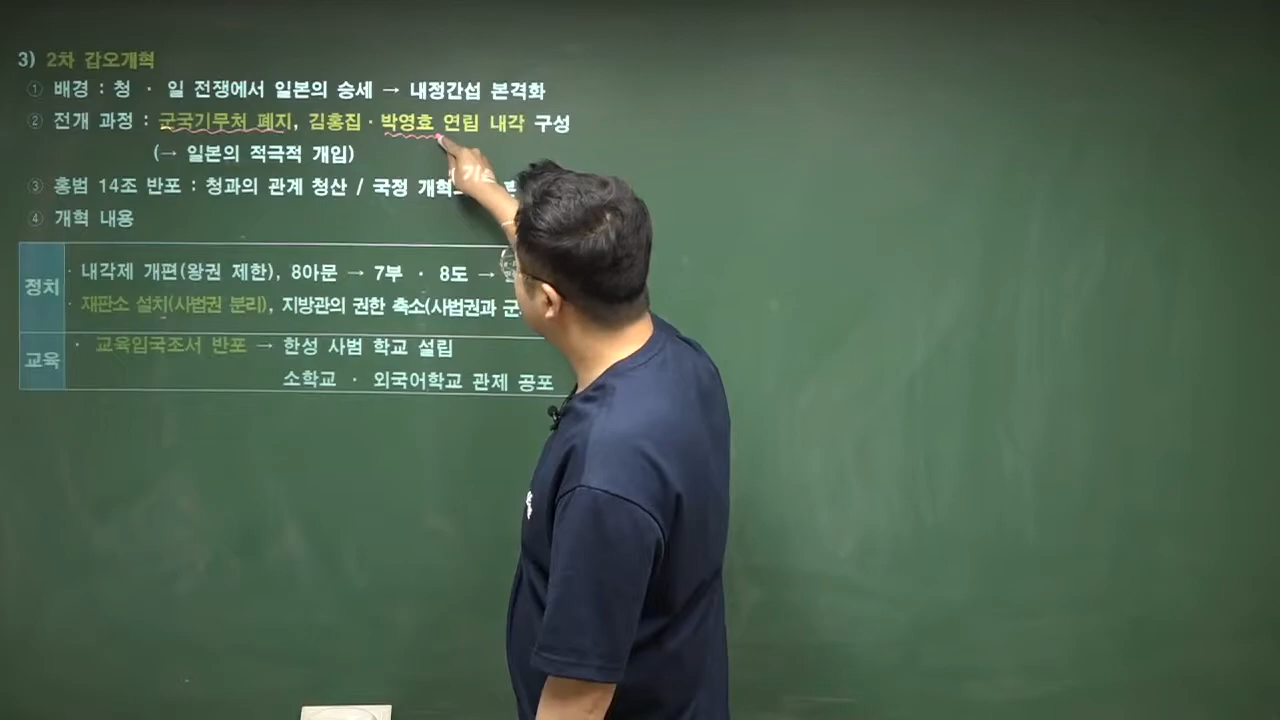 3) 2차 갑오개혁
① 배경 : 청 · 일 전쟁에서 일본의 승세 → 내정간섭 본격화
② 전개 과정 : 군국기무처 폐지, 김홍집 · 박영효 연립 내각 구성
(→ 일본의 적극적 개입)
③ 홍범 14조 반포 : 청과의 관계 청산 / 국정 개혁
④ 개혁 내용
정치
· 내각제 개편(왕권 제한), 8아문 → 7부 · 8도 →
· 재판소 설치(사법권 분리), 지방관의 권한 축소(사법권과 군
교육
· 교육입국조서 반포 → 한성 사범 학교 설립
소학교 · 외국어학교 관제 공포